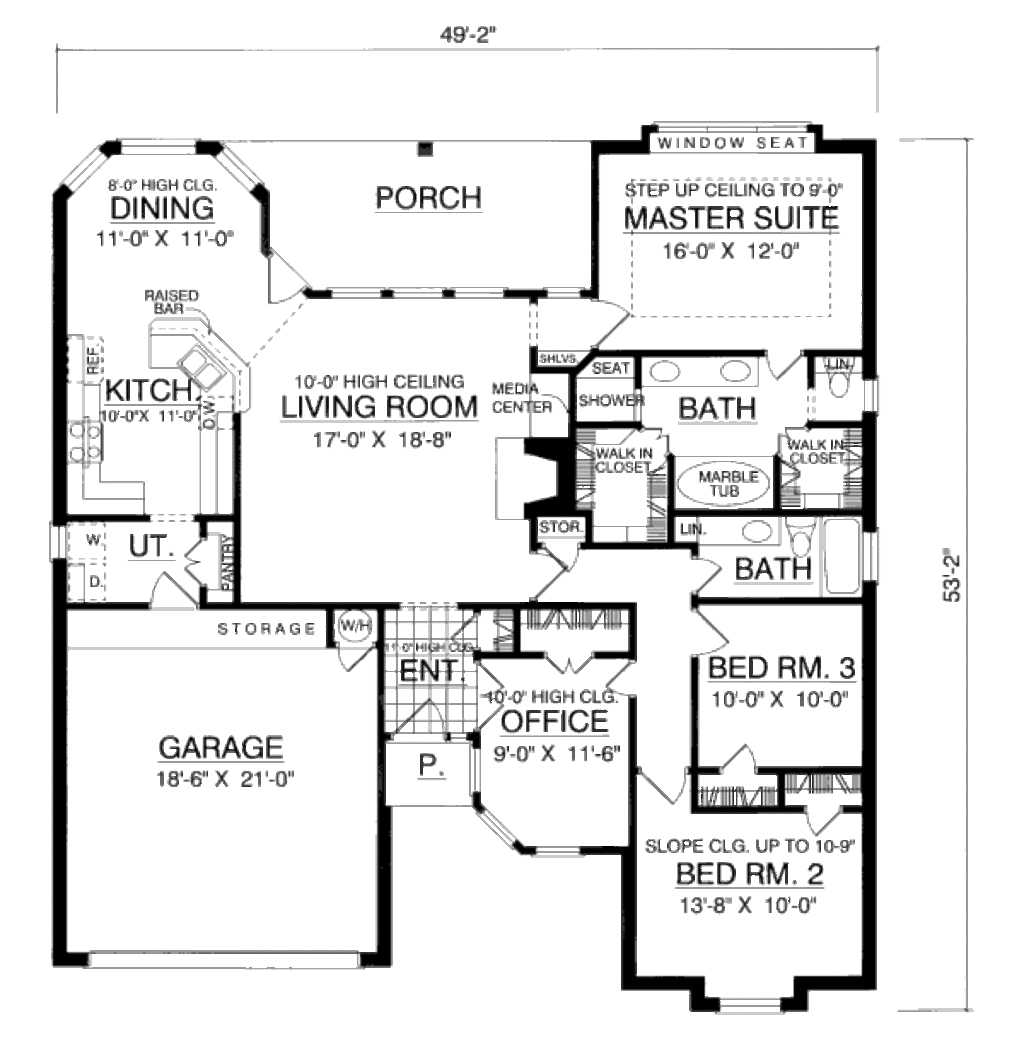 49'-2"
WINDOW SEAT
8'-0" HIGH CLG.
DINING
11'-0" X 11'-0"
PORCH
STEP UP CEILING TO 9'-0"
MASTER SUITE
16'-0" X 12'-0"
RAISED
BAR
REF.
KITCH.
10'-0"X 11'-0"
D.W.
10'-0" HIGH CEILING
LIVING ROOM
17'-0" X 18'-8"
SHLVS.
MEDIA
CENTER
SEAT
SHOWER
BATH
LIN.
WALK IN
CLOSET
WALK IN
CLOSET
MARBLE
TUB
STOR.
LIN.
BATH
W.
D.
UT.
PANTRY
53'-2"
STORAGE
W/H
11'-0" HIGH CLG.
ENT.
10'-0" HIGH CLG.
OFFICE
9'-0" X 11'-6"
BED RM. 3
10'-0" X 10'-0"
GARAGE
18'-6" X 21'-0"
P.
SLOPE CLG. UP TO 10-9"
BED RM. 2
13'-8" X 10'-0"